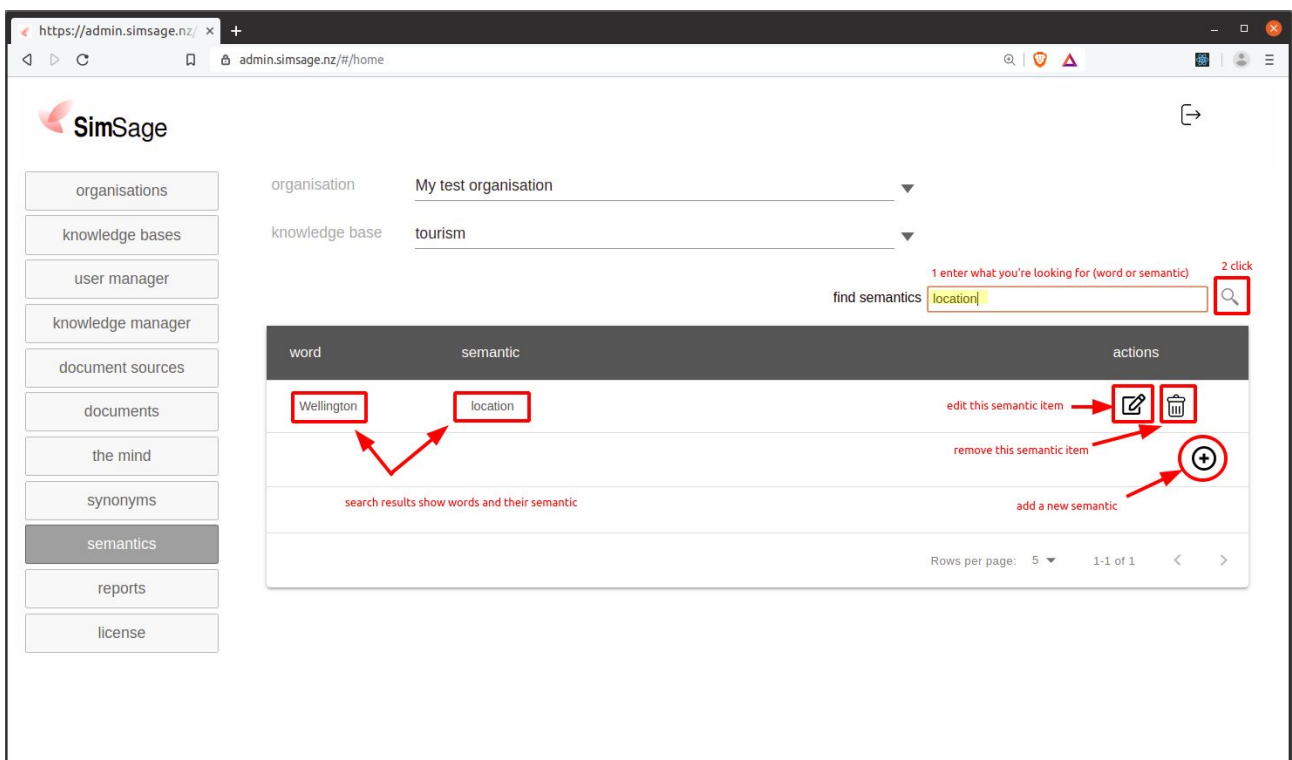 https://admin.simsage.nz/
admin.simsage.nz/#/home
SimSage
organisations
knowledge bases
user manager
knowledge manager
document sources
documents
the mind
synonyms
semantics
reports
license
organisation My test organisation
knowledge base tourism
1 enter what you're looking for (word or semantic) 2 click
find semantics location
word semantic actions
Wellington location edit this semantic item
remove this semantic item
search results show words and their semantic add a new semantic
Rows per page: 5 1-1 of 1